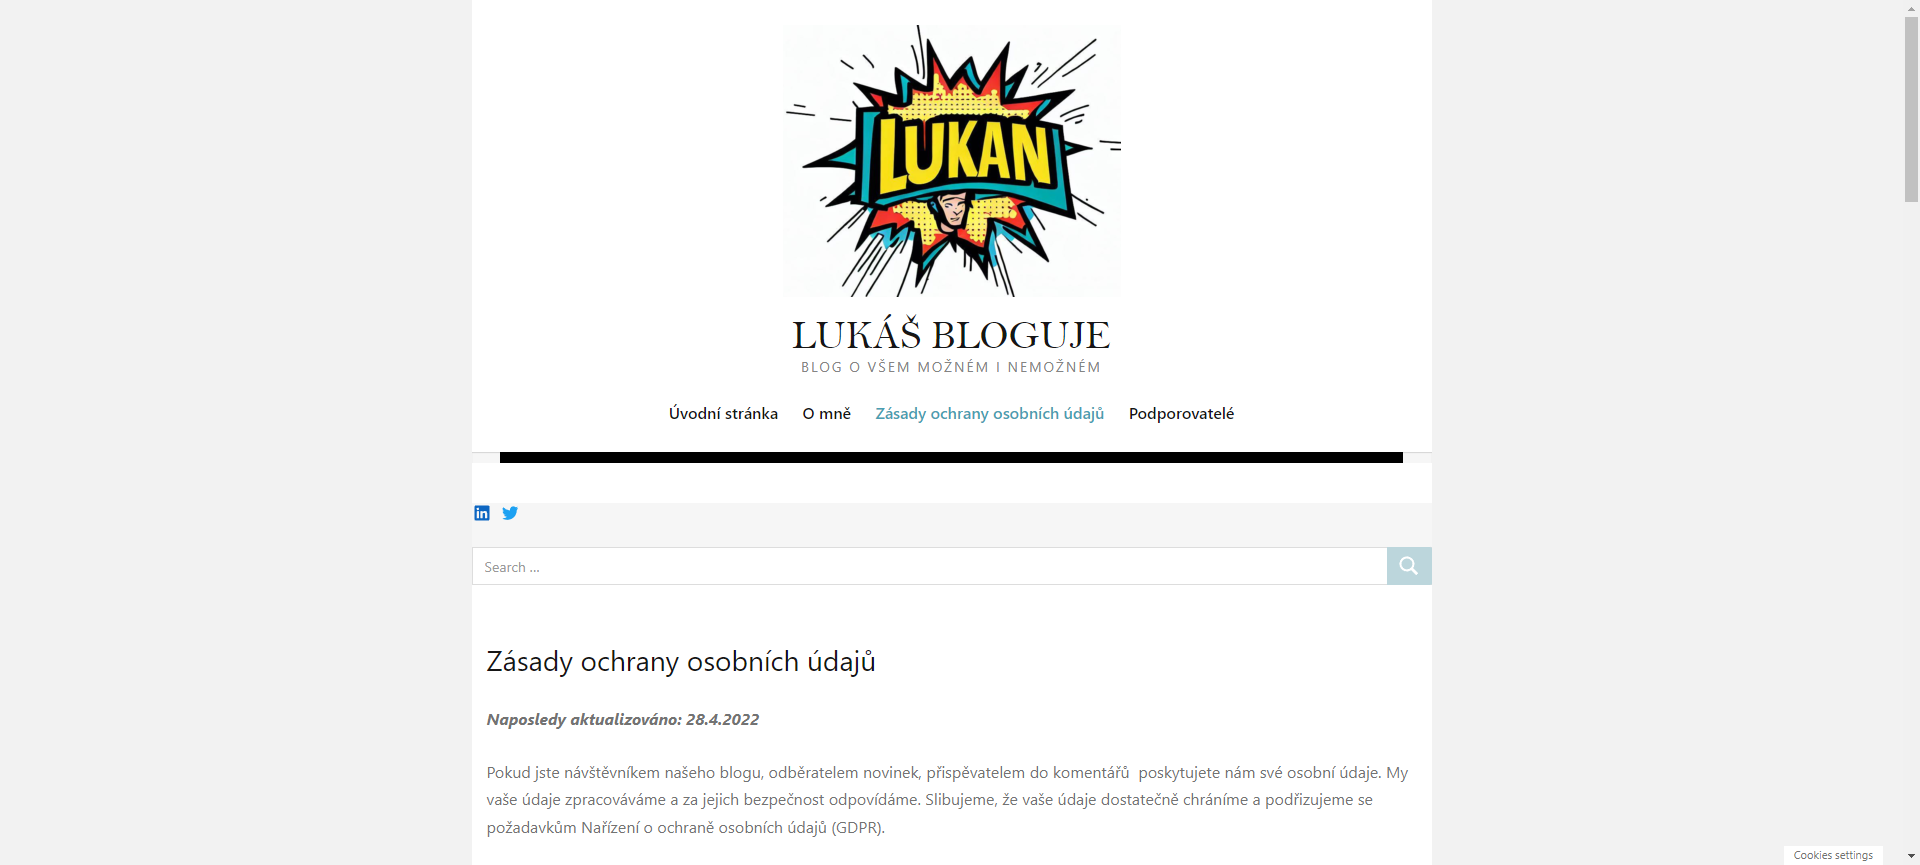 LUKAN
LUKÁŠ BLOGUJE
BLOG O VŠEM MOŽNÉM I NEMOŽNÉM
Úvodní stránka O mně Zásady ochrany osobních údajů Podporovatelé
in
Search …
Zásady ochrany osobních údajů
Naposledy aktualizováno: 28.4.2022
Pokud jste návštěvníkem našeho blogu, odběratelem novinek, přispěvatelem do komentářů poskytujete nám své osobní údaje. My
vaše údaje zpracováváme a za jejich bezpečnost odpovídáme. Slibujeme, že vaše údaje dostatečně chráníme a podřizujeme se
požadavkům Nařízení o ochraně osobních údajů (GDPR).
Cookies settings